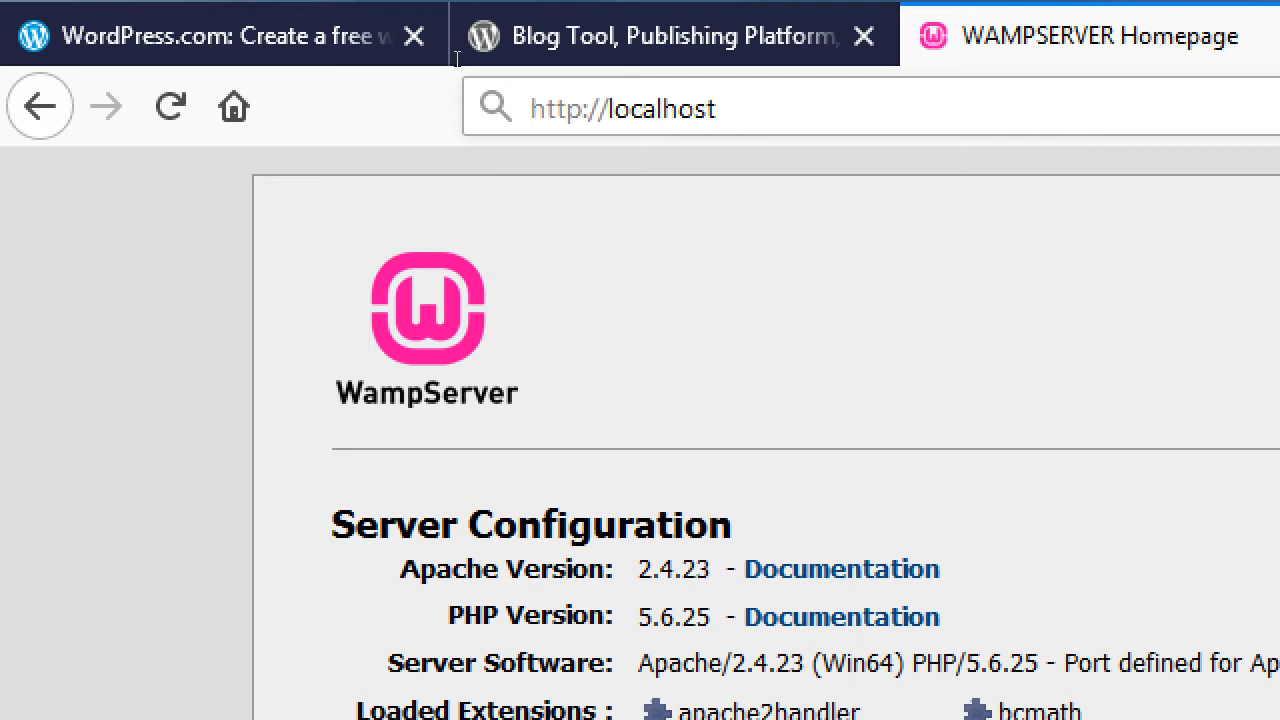 WordPress.com: Create a free w
Blog Tool, Publishing Platform,
WAMPSERVER Homepage
http://localhost
WampServer
Server Configuration
Apache Version: 2.4.23 - Documentation
PHP Version: 5.6.25 - Documentation
Server Software: Apache/2.4.23 (Win64) PHP/5.6.25 - Port defined for Ap
Loaded Extensions : apache2handler bcmath